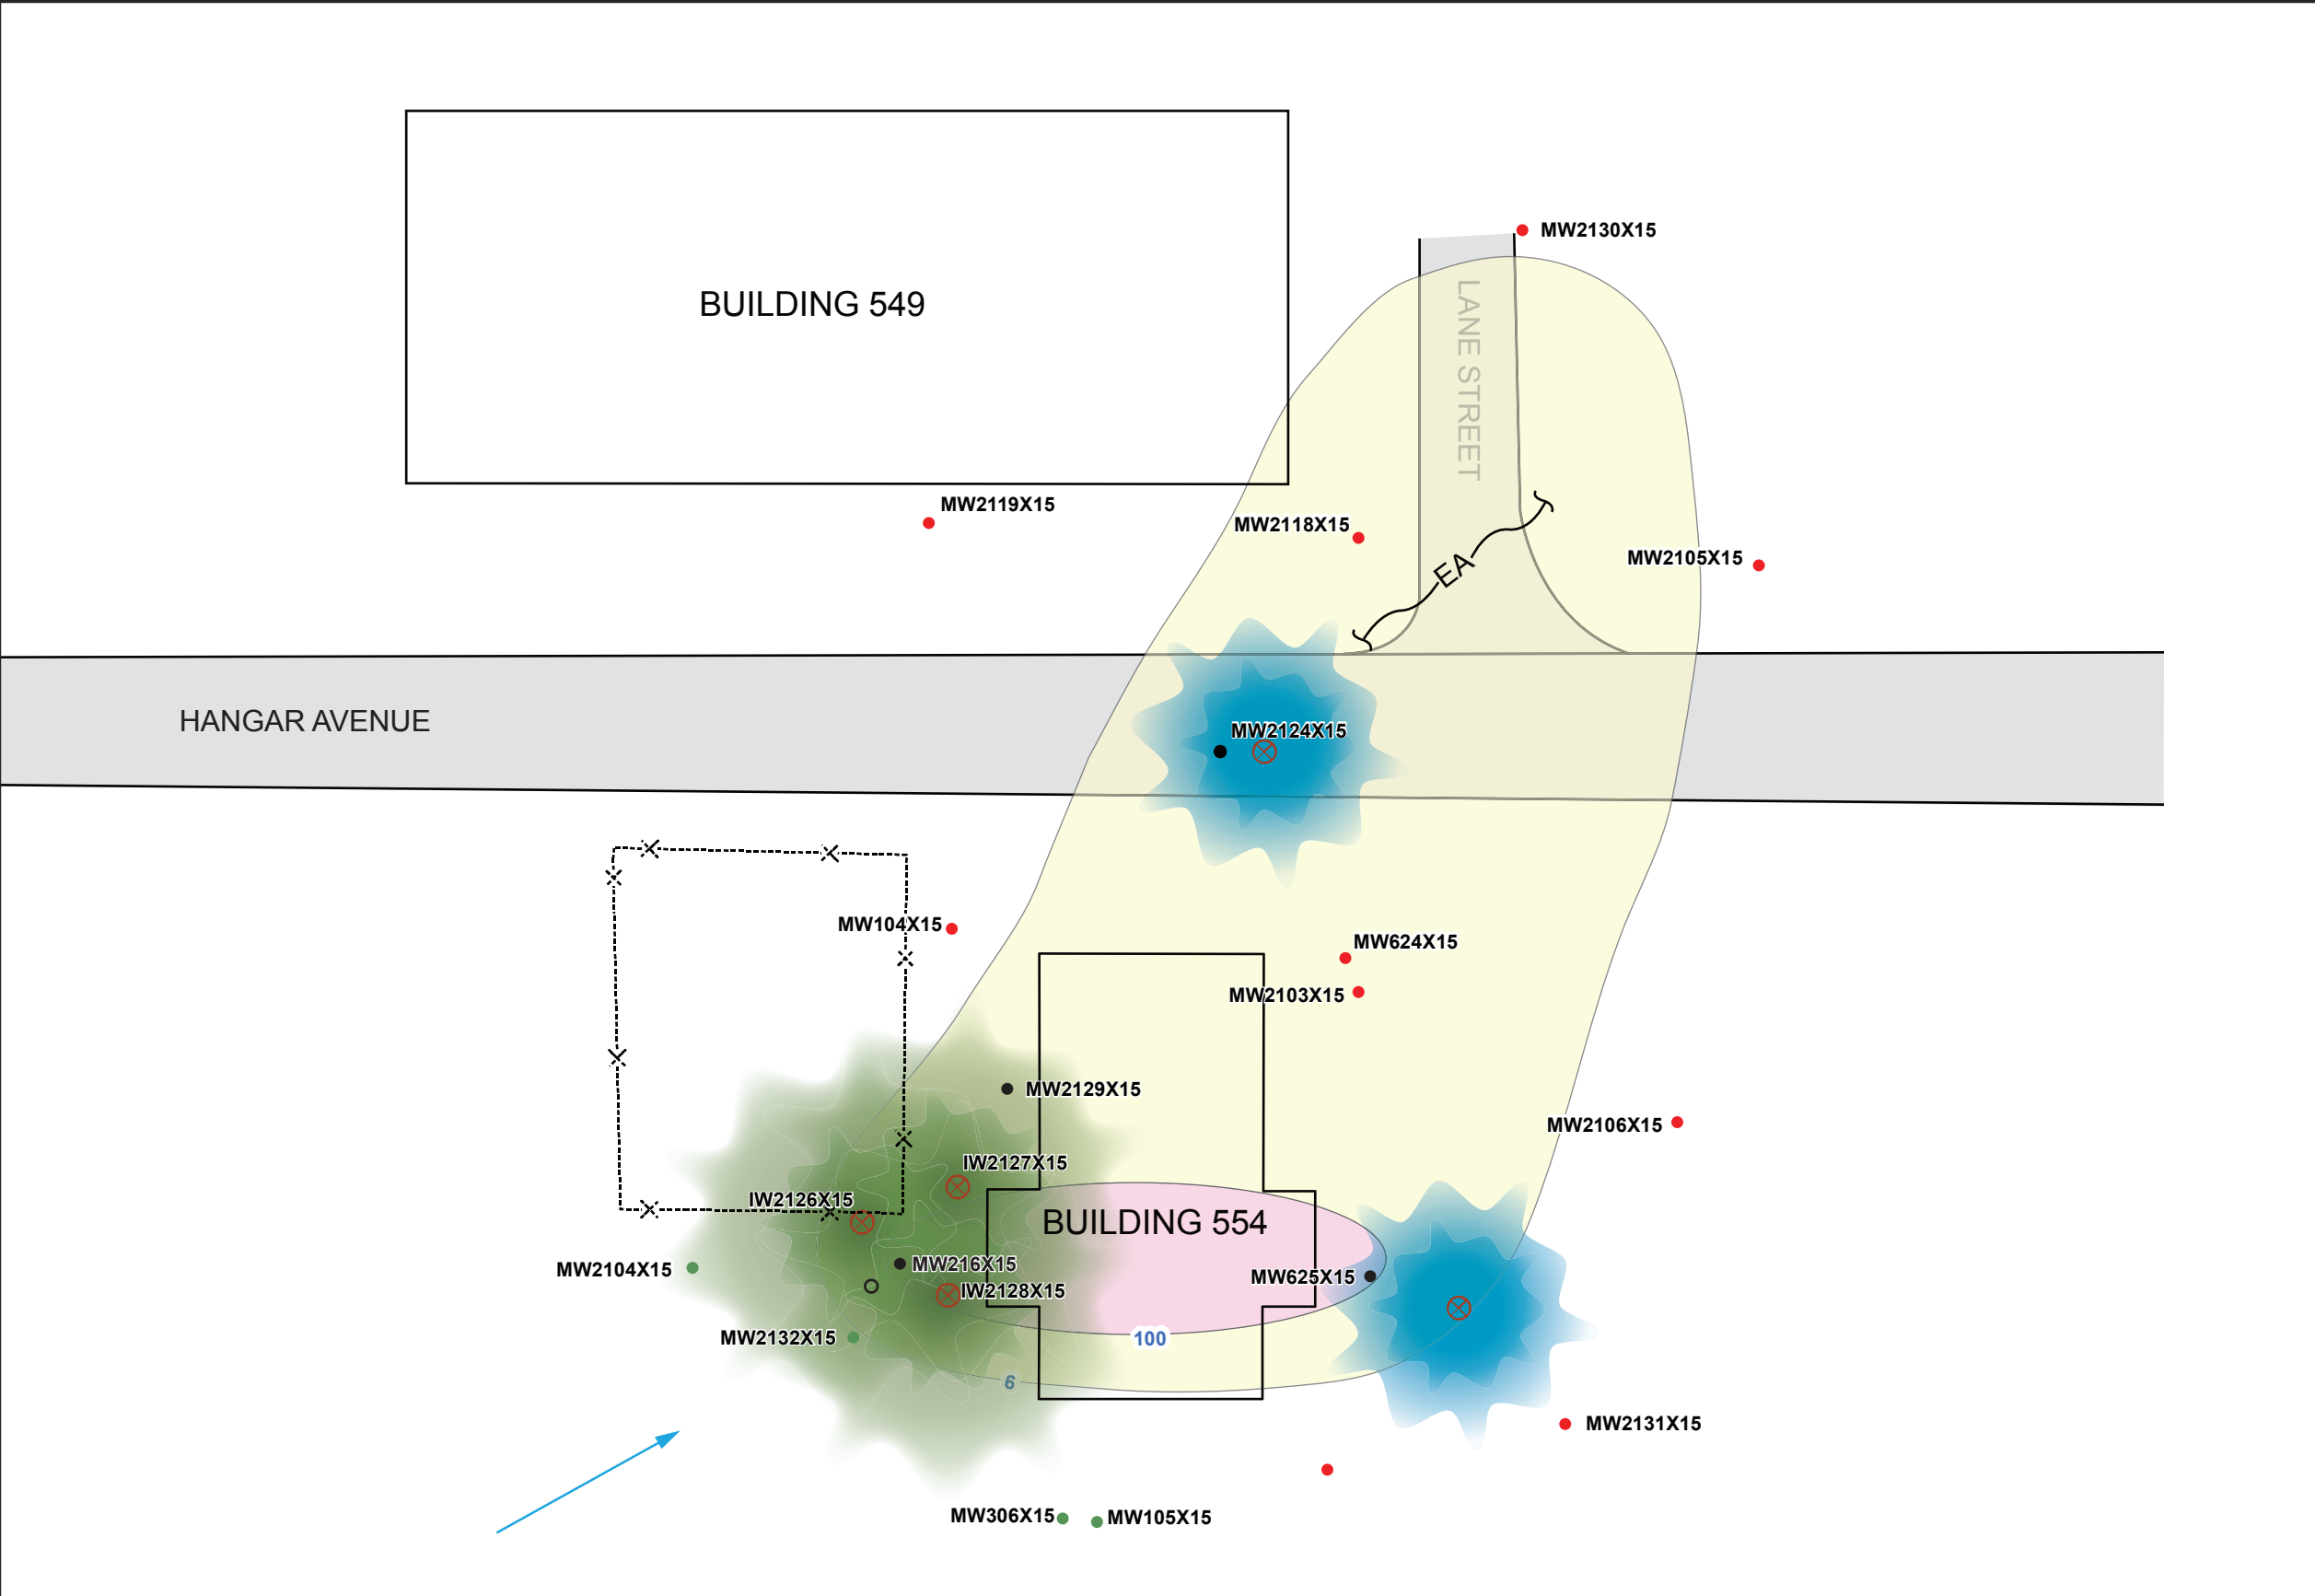 MW2130X15
BUILDING 549
LANE STREET
MW2119X15
MW2118X15
MW2105X15
EA
HANGAR AVENUE
MW2124X15
MW104X15
MW624X15
MW2103X15
MW2129X15
MW2106X15
IW2127X15
IW2126X15
BUILDING 554
MW216X15
MW2104X15
MW625X15
IW2128X15
MW2132X15
100
6
MW2131X15
MW306X15
MW105X15